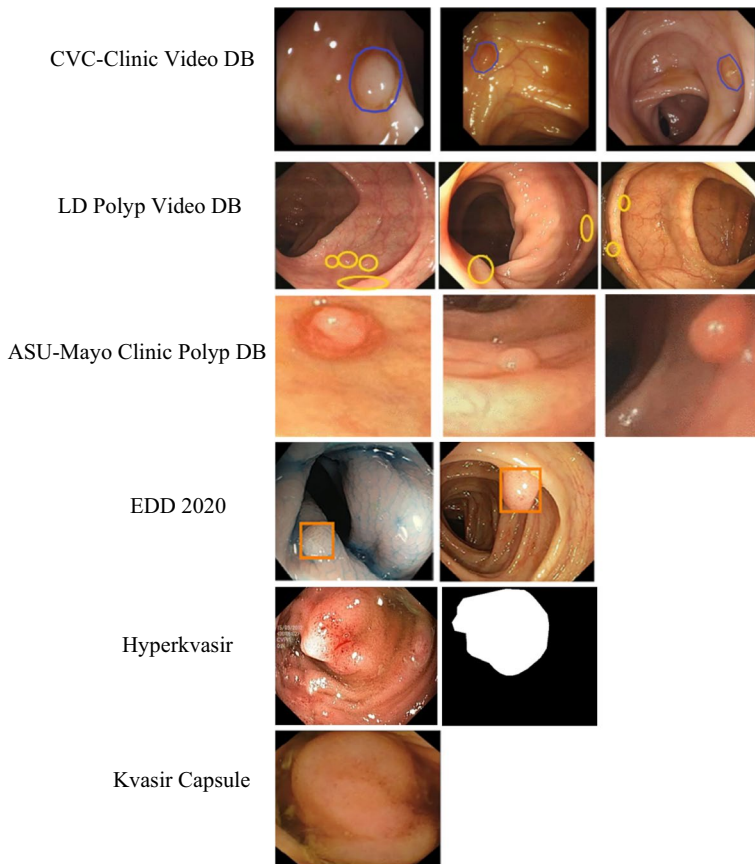 CVC-Clinic Video DB
LD Polyp Video DB
ASU-Mayo Clinic Polyp DB
EDD 2020
Hyperkvasir
Kvasir Capsule